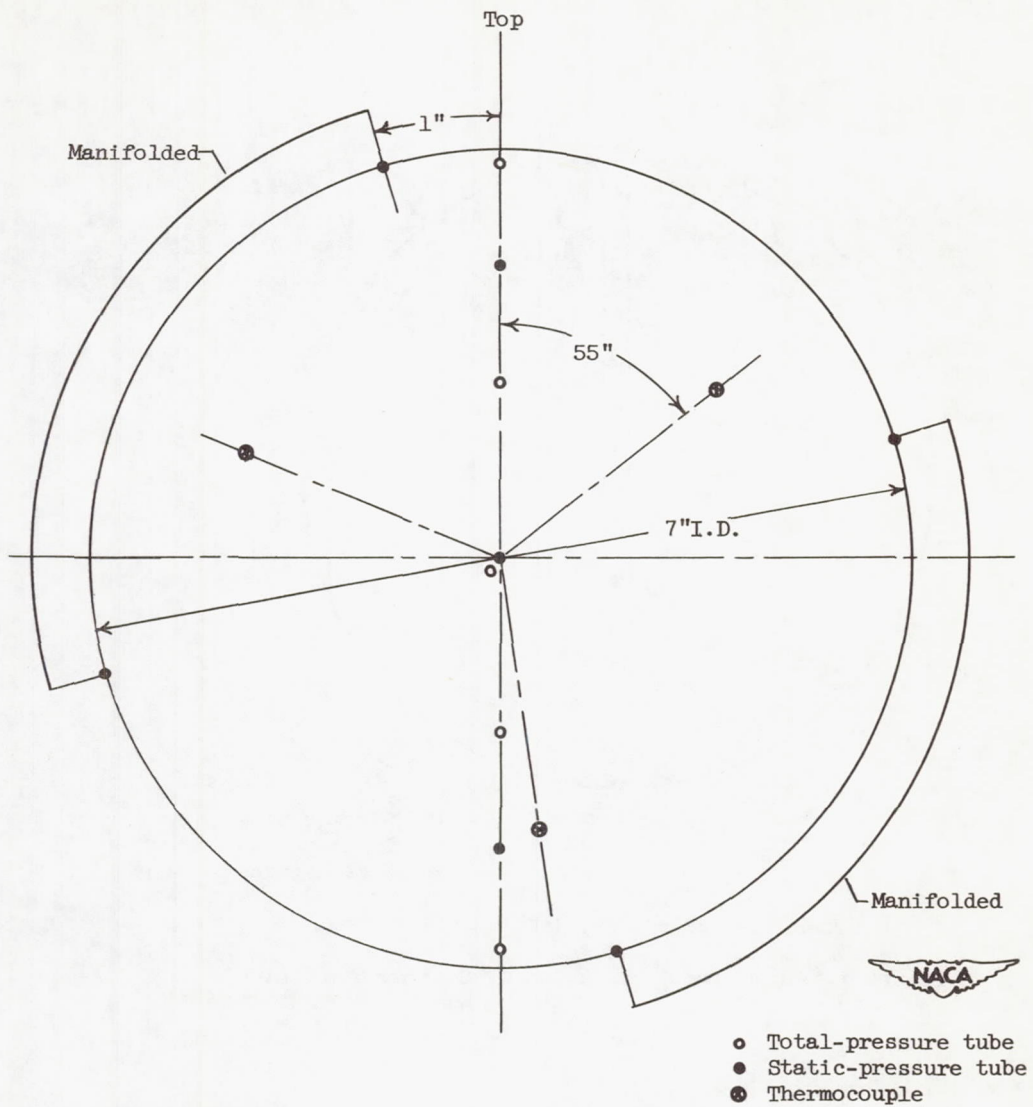 Top
1"
Manifolded
55"
7"I.D.
Manifolded
NACA
Total-pressure tube
Static-pressure tube
Thermocouple